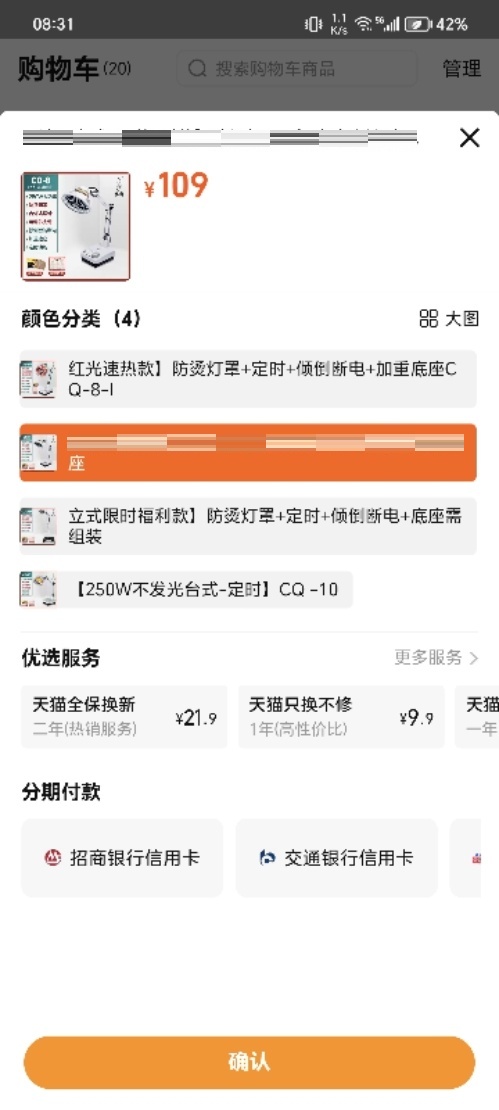 08:31
1.1 K/s
5G
42%
购物车(20)
搜索购物车商品
管理
CQ-8
¥109
颜色分类（4）
大图
红光速热款】防烫灯罩+定时+倾倒断电+加重底座C
Q-8-I
座
立式限时福利款】防烫灯罩+定时+倾倒断电+底座需
组装
【250W不发光台式-定时】CQ -10
优选服务
更多服务
天猫全保换新
二年(热销服务)
¥21.9
天猫只换不修
1年(高性价比)
¥9.9
天猫
一年
分期付款
招商银行信用卡
交通银行信用卡
确认